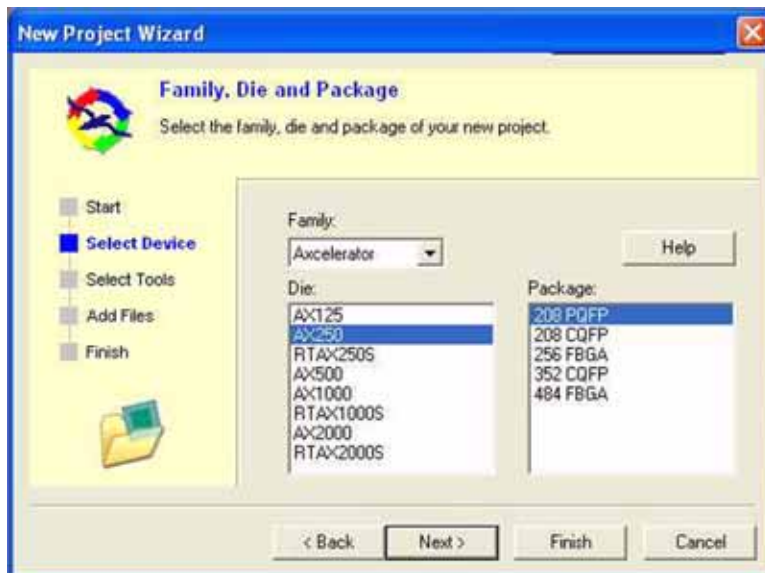 New Project Wizard
Family, Die and Package
Select the family, die and package of your new project.
Start
Select Device
Select Tools
Add Files
Finish
Family:
Axcelerator
Help
Die:
AX125
AX250
RTAX250S
AX500
AX1000
RTAX1000S
AX2000
RTAX2000S
Package:
208 PQFP
208 CQFP
256 FBGA
352 CQFP
484 FBGA
< Back
Next >
Finish
Cancel